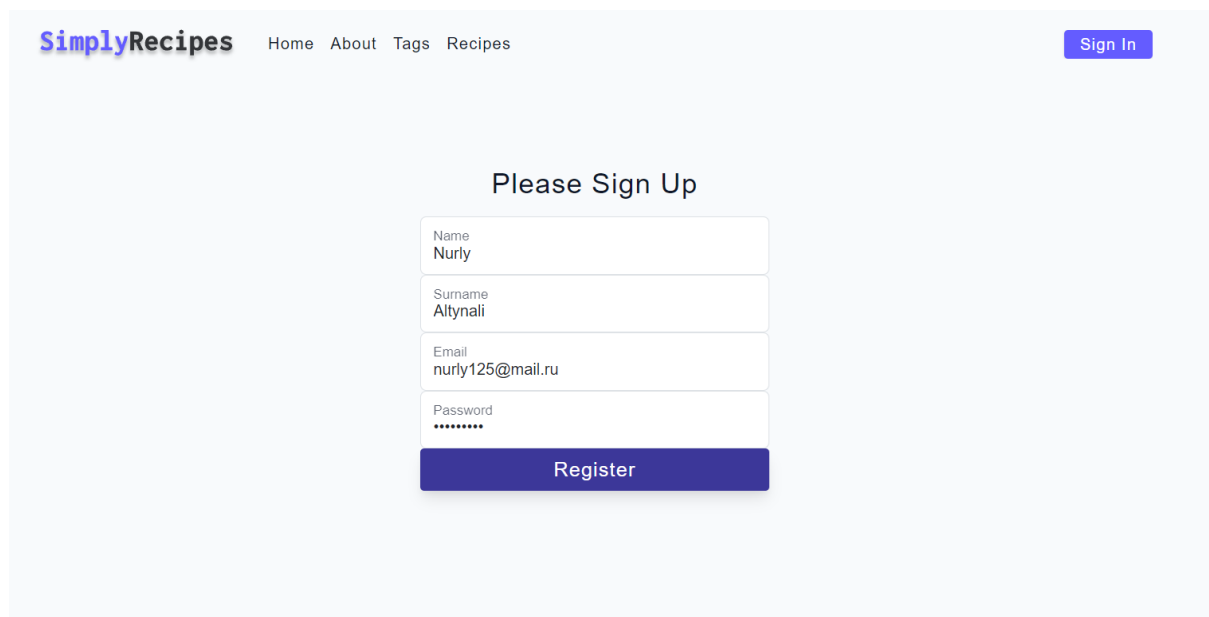 SimplyRecipes Home About Tags Recipes Sign In
Please Sign Up
Name
Nurly
Surname
Altynali
Email
nurly125@mail.ru
Password
•••••••••
Register